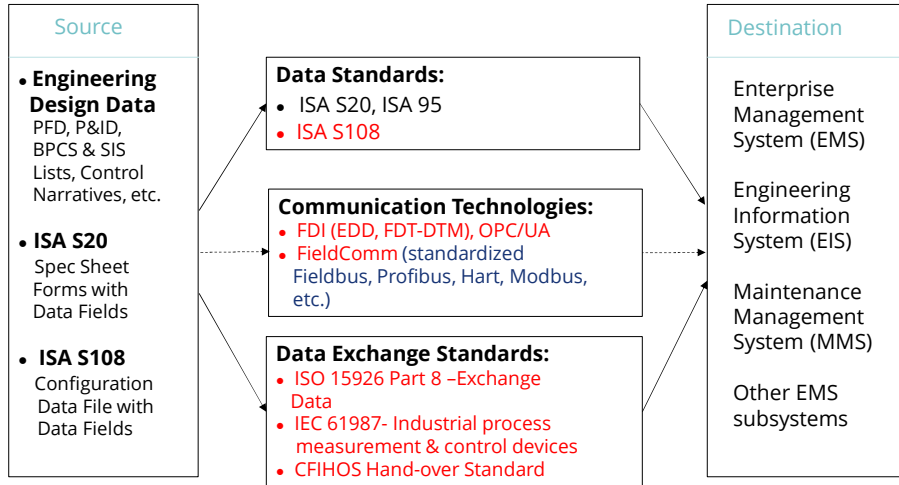 Source
• Engineering
Design Data
PFD, P&ID,
BPCS & SIS
Lists, Control
Narratives, etc.
• ISA S20
Spec Sheet
Forms with
Data Fields
• ISA S108
Configuration
Data File with
Data Fields
Data Standards:
• ISA S20, ISA 95
• ISA S108
Communication Technologies:
• FDI (EDD, FDT-DTM), OPC/UA
• FieldComm (standardized
Fieldbus, Profibus, Hart, Modbus,
etc.)
Data Exchange Standards:
• ISO 15926 Part 8 –Exchange
Data
• IEC 61987- Industrial process
measurement & control devices
• CFIHOS Hand-over Standard
Destination
Enterprise
Management
System (EMS)
Engineering
Information
System (EIS)
Maintenance
Management
System (MMS)
Other EMS
subsystems